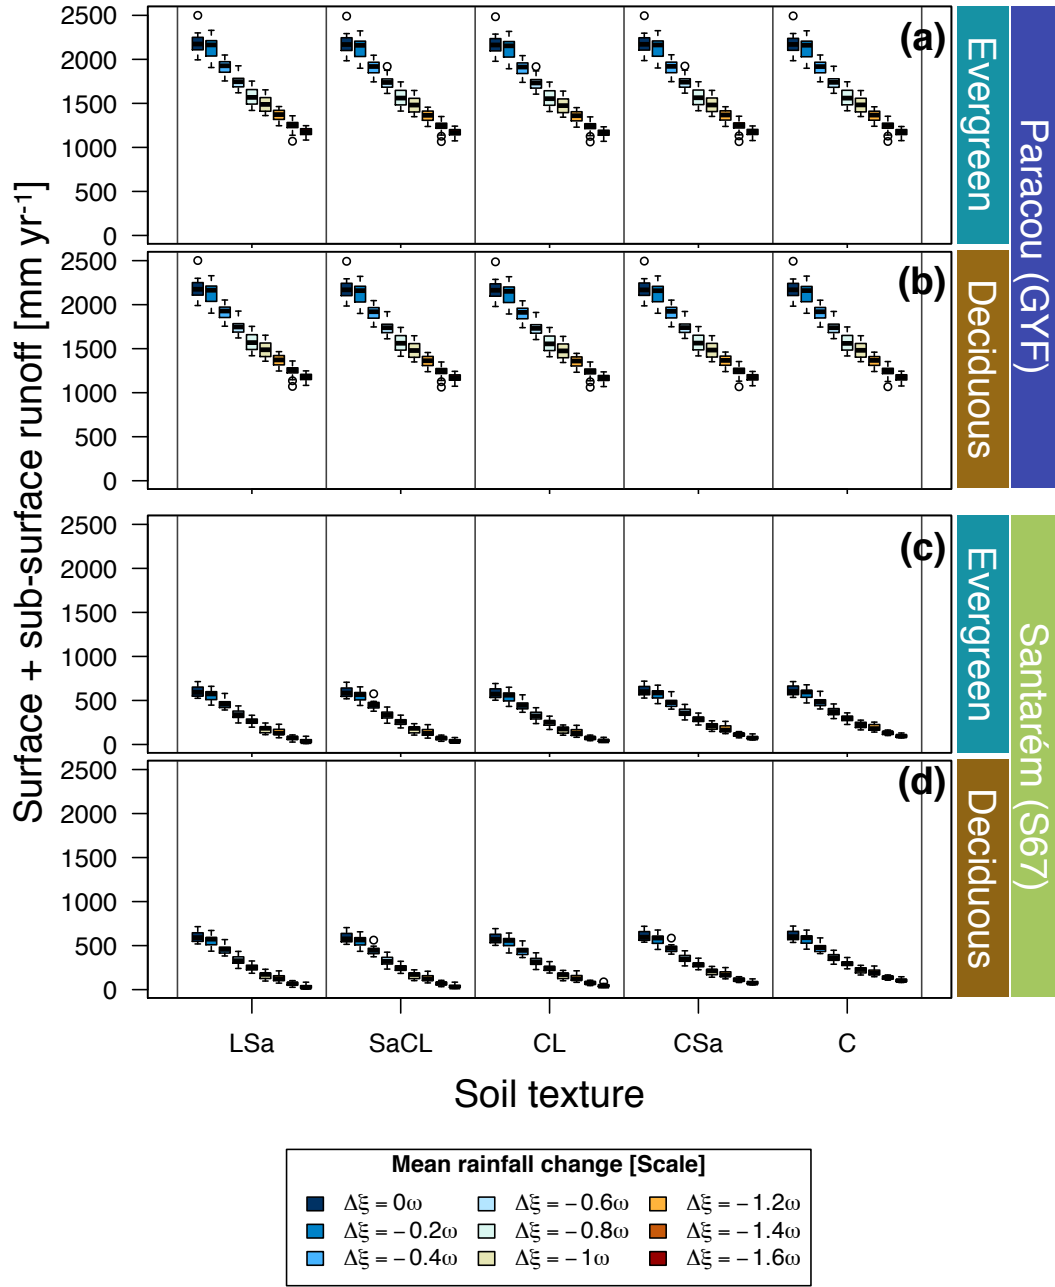 Surface + sub-surface runoff [mm yr⁻¹]
2500
2000
1500
1000
500
0
(a)
Evergreen
Paracou (GYF)
2500
2000
1500
1000
500
0
(b)
Deciduous
2500
2000
1500
1000
500
0
(c)
Evergreen
Santarém (S67)
2500
2000
1500
1000
500
0
(d)
Deciduous
LSa SaCL CL CSa C
Soil texture
Mean rainfall change [Scale]
Δξ = 0ω Δξ = −0.6ω Δξ = −1.2ω
Δξ = −0.2ω Δξ = −0.8ω Δξ = −1.4ω
Δξ = −0.4ω Δξ = −1ω Δξ = −1.6ω